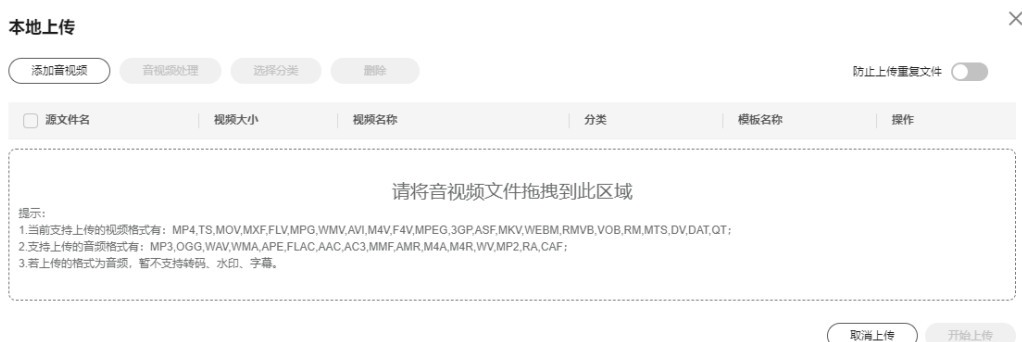 本地上传
添加音视频 音视频处理 选择分类 删除 防止上传重复文件
源文件名 视频大小 视频名称 分类 模板名称 操作
请将音视频文件拖拽到此区域
提示：
1.当前支持上传的视频格式有：MP4,TS,MOV,MXF,FLV,MPG,WMV,AVI,M4V,F4V,MPEG,3GP,ASF,MKV,WEBM,RMVB,VOB,RM,MTS,DV,DAT,QT；
2.支持上传的音频格式有：MP3,OGG,WAV,WMA,APE,FLAC,AAC,AC3,MMF,AMR,M4A,M4R,WV,MP2,RA,CAF；
3.若上传的格式为音频，暂不支持转码、水印、字幕。
取消上传 开始上传